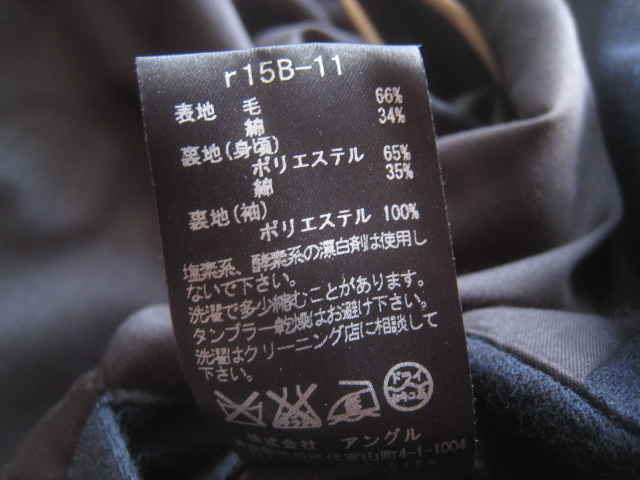 r15B-11
表地 毛 66%
綿 34%
裏地(身頃)
ポリエステル 65%
綿 35%
裏地(袖)
ポリエステル 100%
塩素系、酵素系の漂白剤は使用し
ないで下さい。
洗濯で多少縮むことがあります。
タンブラー乾燥はお避け下さい。
洗濯はクリーニング店に相談して
下さい。
ドライ
株式会社 アングル
代官山町4-1-1004